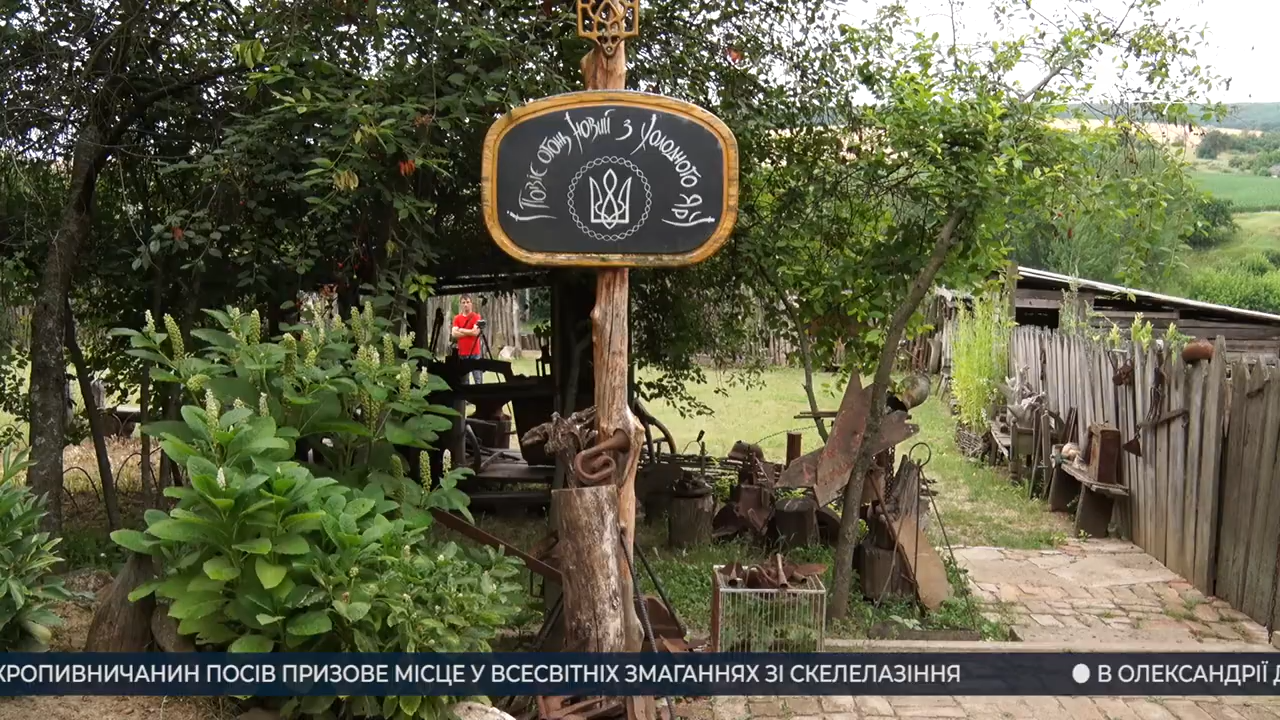 Повіє огонь новий з Холодного Яру
КРОПИВНИЧАНИН ПОСІВ ПРИЗОВЕ МІСЦЕ У ВСЕСВІТНІХ ЗМАГАННЯХ ЗІ СКЕЛЕЛАЗІННЯ ● В ОЛЕКСАНДРІЇ